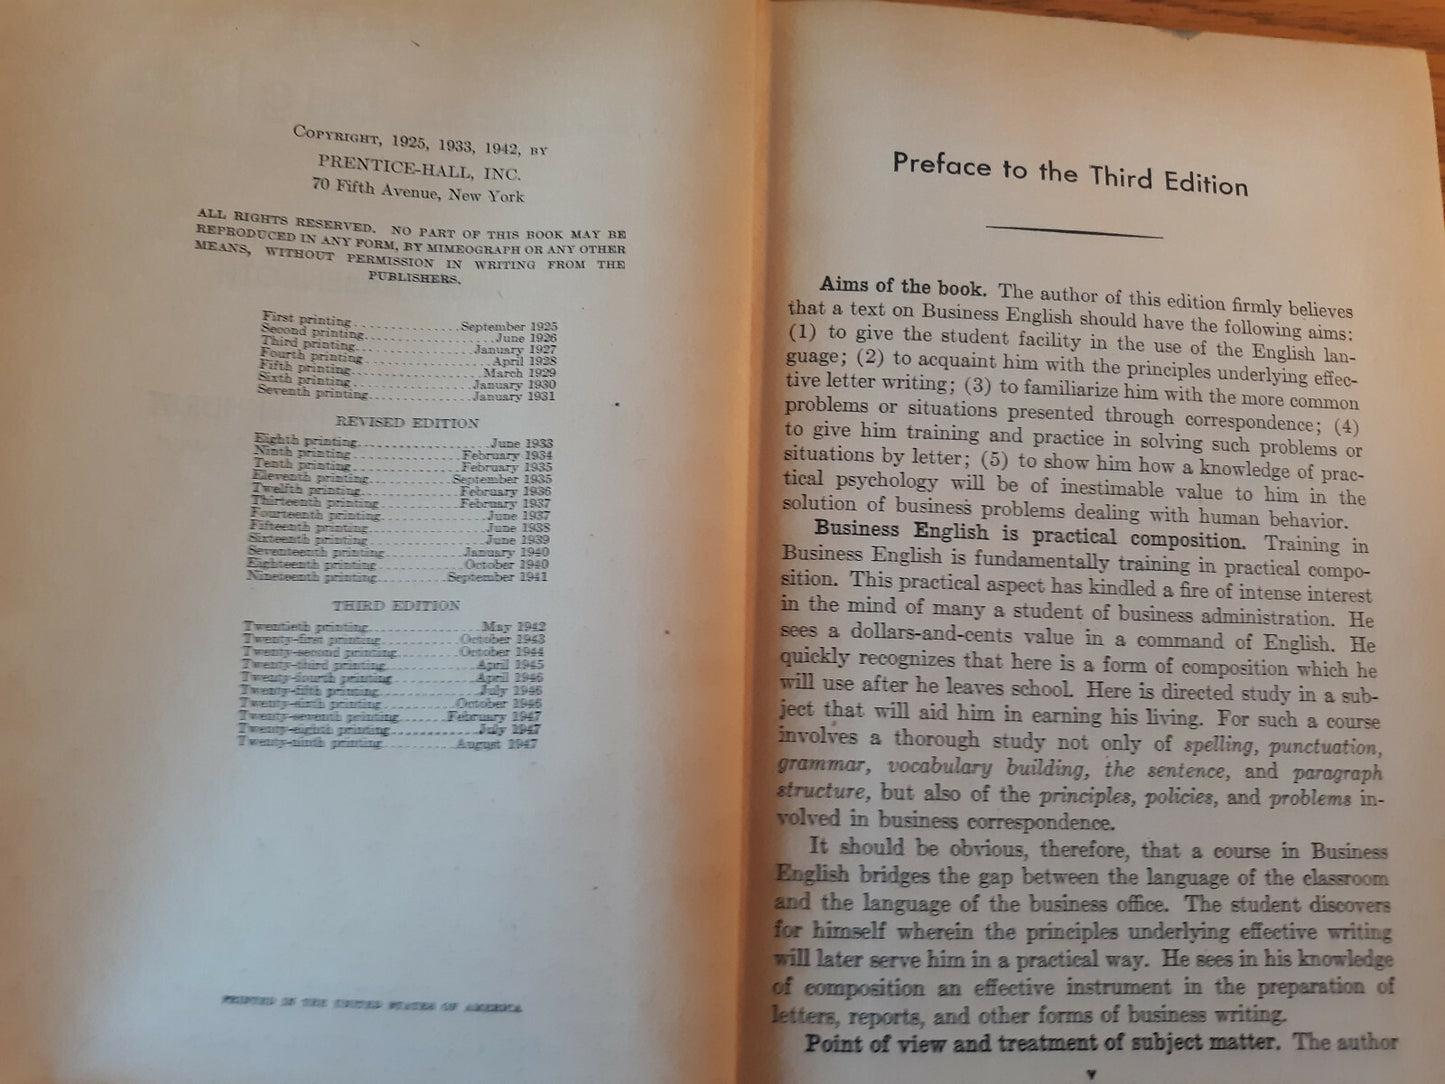 COPYRIGHT, 1925, 1933, 1942, BY
PRENTICE-HALL, INC.
70 Fifth Avenue, New York
ALL RIGHTS RESERVED. NO PART OF THIS BOOK MAY BE
REPRODUCED IN ANY FORM, BY MIMEOGRAPH OR ANY OTHER
MEANS, WITHOUT PERMISSION IN WRITING FROM THE
PUBLISHERS.
First printing..............September 1925
Second printing..................June 1926
Third printing................January 1927
Fourth printing.................April 1928
Fifth printing..................March 1929
Sixth printing................January 1930
Seventh printing..............January 1931
REVISED EDITION
Eighth printing..................June 1933
Ninth printing...............February 1934
Tenth printing...............February 1935
Eleventh printing...........September 1935
Twelfth printing.............February 1936
Thirteenth printing..........February 1937
Fourteenth printing..............June 1937
Fifteenth printing...............June 1938
Sixteenth printing...............June 1939
Seventeenth printing..........January 1940
Eighteenth printing...........October 1940
Nineteenth printing.........September 1941
THIRD EDITION
Twentieth printing................May 1942
Twenty-first printing.........October 1943
Twenty-second printing........October 1944
Twenty-third printing...........April 1945
Twenty-fourth printing..........April 1946
Twenty-fifth printing............July 1946
Twenty-sixth printing.........October 1946
Twenty-seventh printing......February 1947
Twenty-eighth printing...........July 1947
Twenty-ninth printing..........August 1947
PRINTED IN THE UNITED STATES OF AMERICA
Preface to the Third Edition
Aims of the book. The author of this edition firmly believes
that a text on Business English should have the following aims:
(1) to give the student facility in the use of the English lan-
guage; (2) to acquaint him with the principles underlying effec-
tive letter writing; (3) to familiarize him with the more common
problems or situations presented through correspondence; (4)
to give him training and practice in solving such problems or
situations by letter; (5) to show him how a knowledge of prac-
tical psychology will be of inestimable value to him in the
solution of business problems dealing with human behavior.
Business English is practical composition. Training in
Business English is fundamentally training in practical compo-
sition. This practical aspect has kindled a fire of intense interest
in the mind of many a student of business administration. He
sees a dollars-and-cents value in a command of English. He
quickly recognizes that here is a form of composition which he
will use after he leaves school. Here is directed study in a sub-
ject that will aid him in earning his living. For such a course
involves a thorough study not only of spelling, punctuation,
grammar, vocabulary building, the sentence, and paragraph
structure, but also of the principles, policies, and problems in-
volved in business correspondence.
It should be obvious, therefore, that a course in Business
English bridges the gap between the language of the classroom
and the language of the business office. The student discovers
for himself wherein the principles underlying effective writing
will later serve him in a practical way. He sees in his knowledge
of composition an effective instrument in the preparation of
letters, reports, and other forms of business writing.
Point of view and treatment of subject matter. The author
v